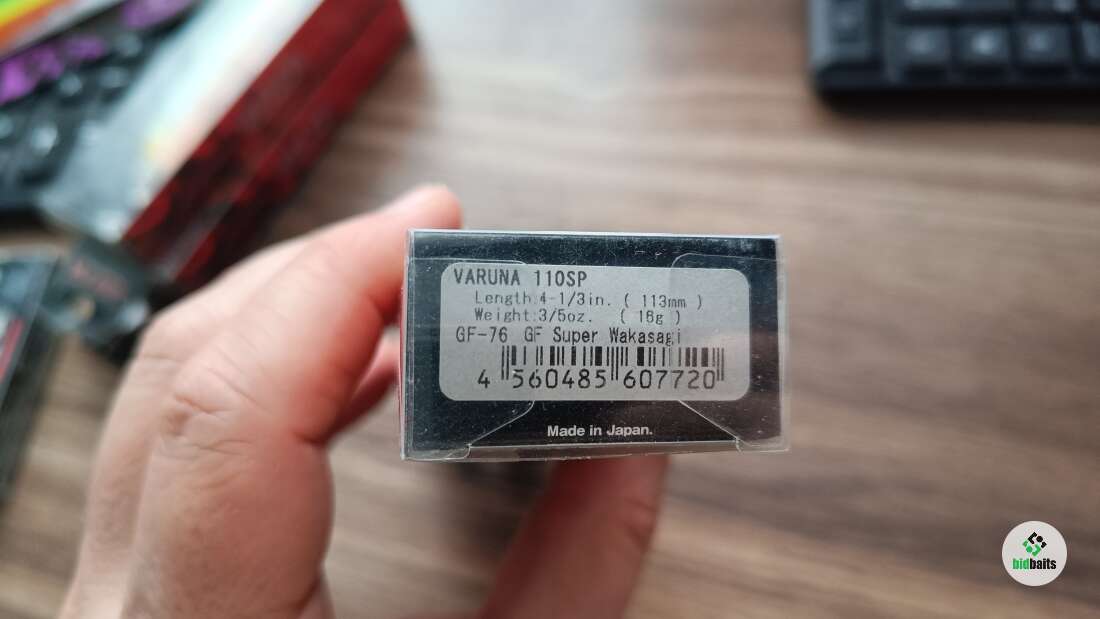 VARUNA 110SP
Length:4-1/3in. ( 113mm )
Weight:3/5oz. ( 16g )
GF-76 GF Super Wakasagi
4 560485 607720
Made in Japan.
bidbaits